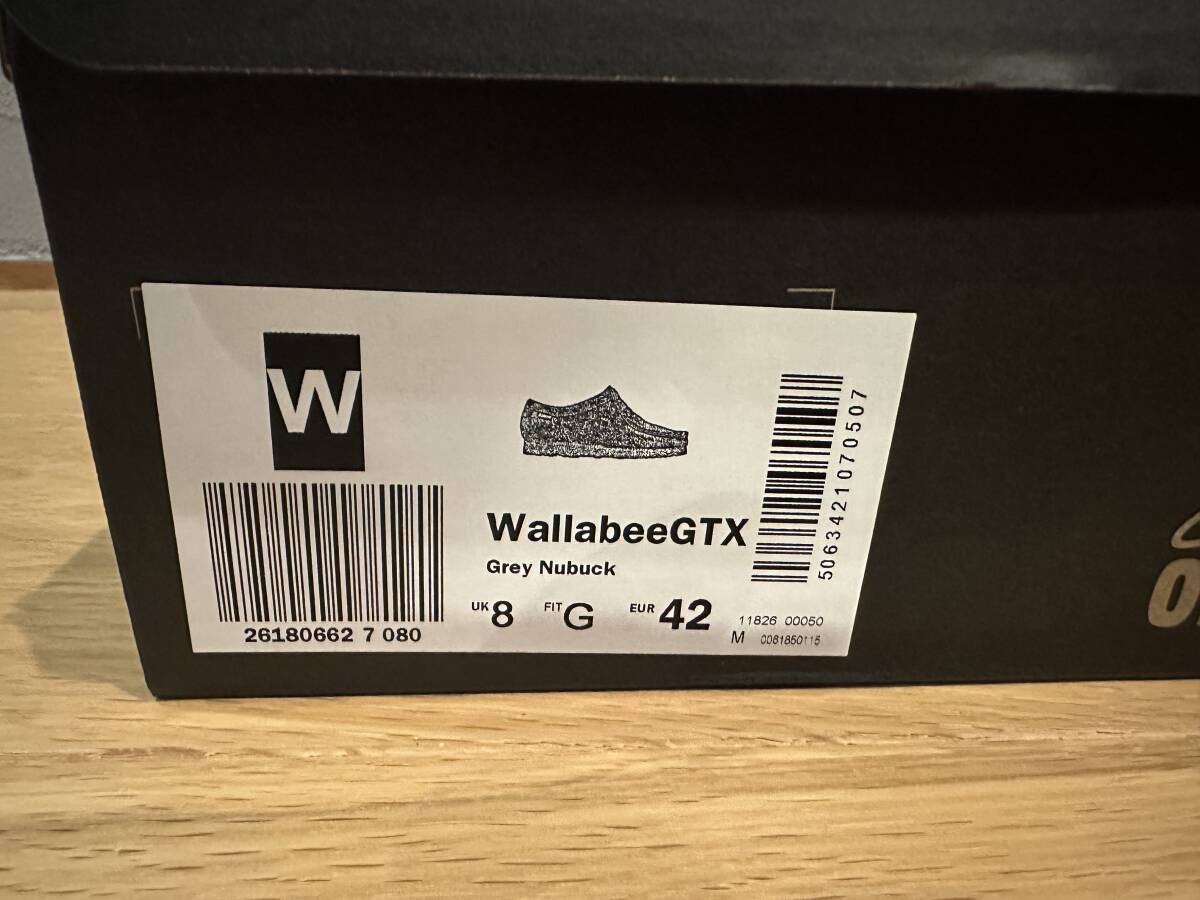 W
26180662 7 080
WallabeeGTX
Grey Nubuck
UK 8 FIT G EUR 42
11826 00050
M 0081850115
5063421070507